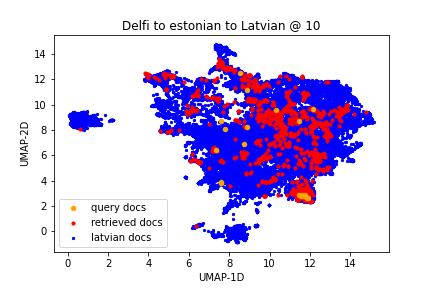 Delfi to estonian to Latvian @ 10
14
12
10
8
6
4
2
0
UMAP-2D
query docs
retrieved docs
latvian docs
0 2 4 6 8 10 12 14
UMAP-1D